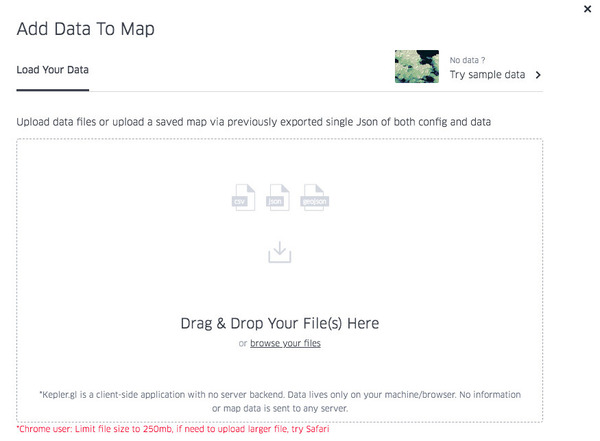 ×
Add Data To Map
No data ?
Load Your Data
Try sample data
Upload data files or upload a saved map via previously exported single Json of both config and data
csv json geojson
Drag & Drop Your File(s) Here
or browse your files
*Kepler.gl is a client-side application with no server backend. Data lives only on your machine/browser. No information
or map data is sent to any server.
*Chrome user: Limit file size to 250mb, if need to upload larger file, try Safari